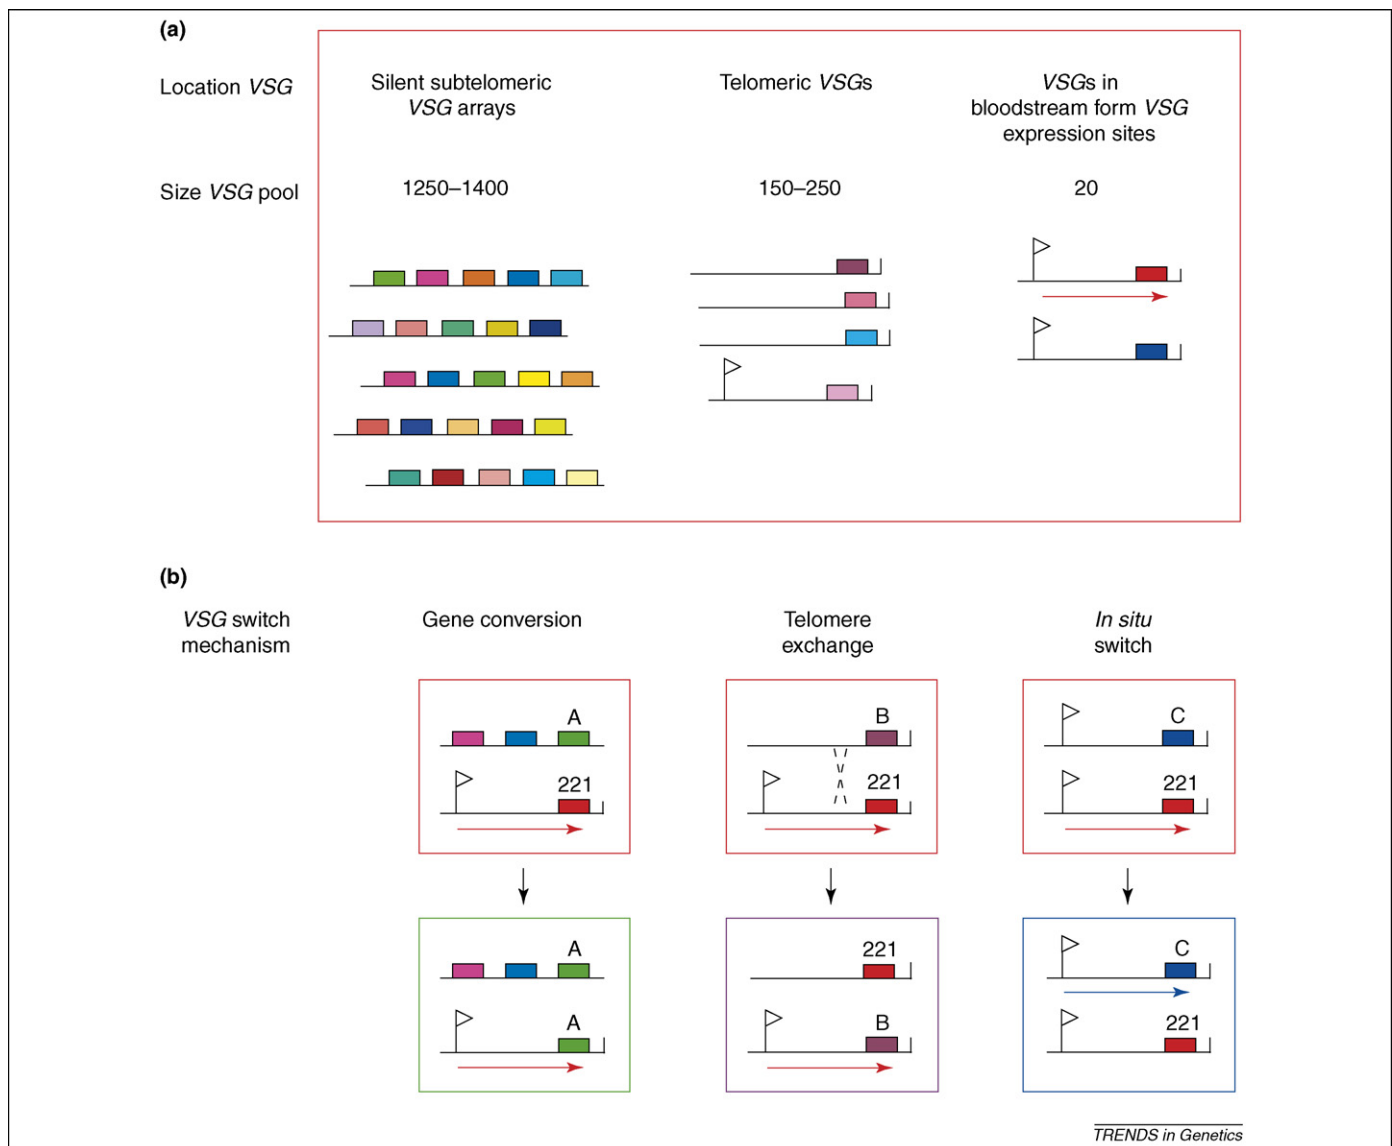 (a)
Location VSG
Silent subtelomeric
VSG arrays
Telomeric VSGs
VSGs in
bloodstream form VSG
expression sites
Size VSG pool
1250–1400
150–250
20
(b)
VSG switch
mechanism
Gene conversion
Telomere
exchange
In situ
switch
A
221
B
221
C
221
A
A
221
B
C
221
TRENDS in Genetics